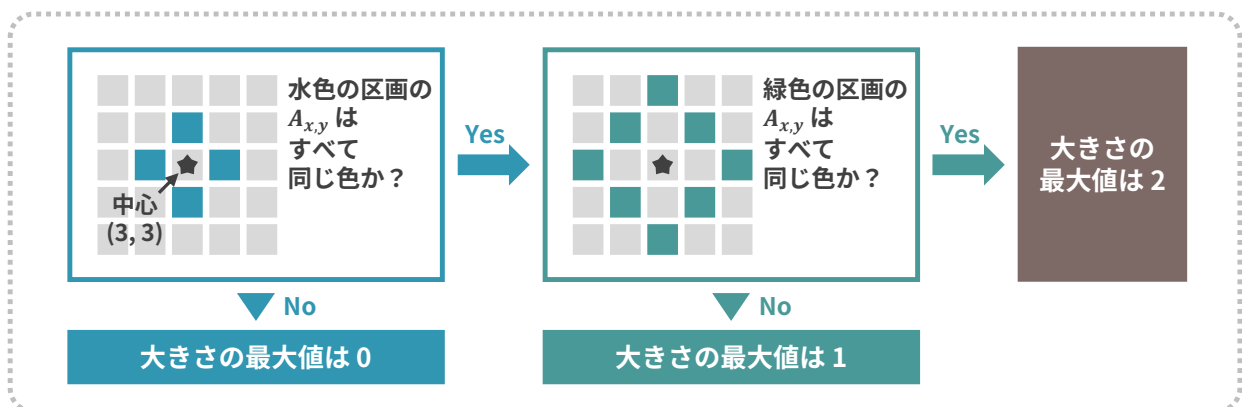 水色の区画の
A_{x,y} は
すべて
同じ色か？
中心
(3, 3)
Yes
No
大きさの最大値は 0
緑色の区画の
A_{x,y} は
すべて
同じ色か？
Yes
No
大きさの最大値は 1
大きさの
最大値は 2